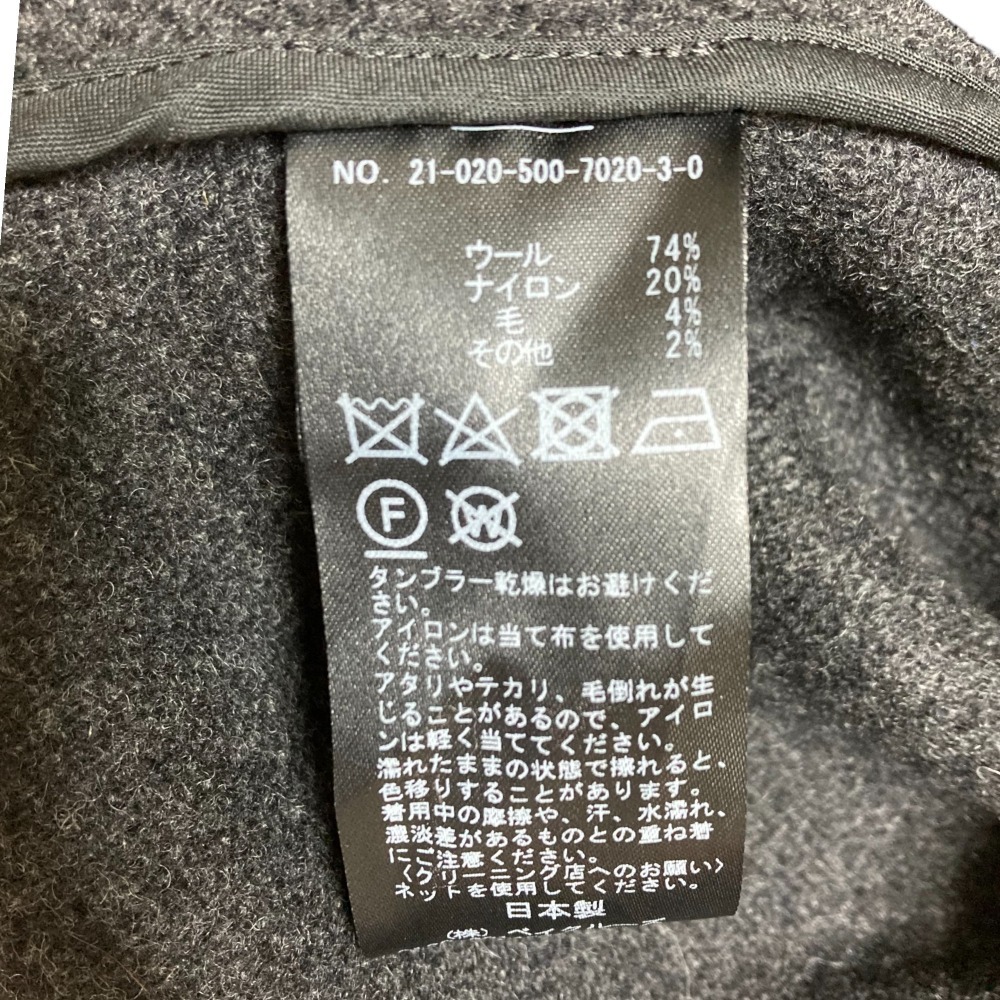 NO. 21-020-500-7020-3-0
ウール 74%
ナイロン 20%
毛 4%
その他 2%
F
W
タンブラー乾燥はお避けくだ
さい。
アイロンは当て布を使用して
ください。
アタリやテカリ、毛倒れが生
じることがあるので、アイロ
ンは軽く当ててください。
濡れたままの状態で擦れると、
色移りすることがあります。
着用中の摩擦や、汗、水濡れ、
濃淡差があるものとの重ね着
にご注意ください。
〈クリーニング店へのお願い〉
ネットを使用してください。
日本製
(株)